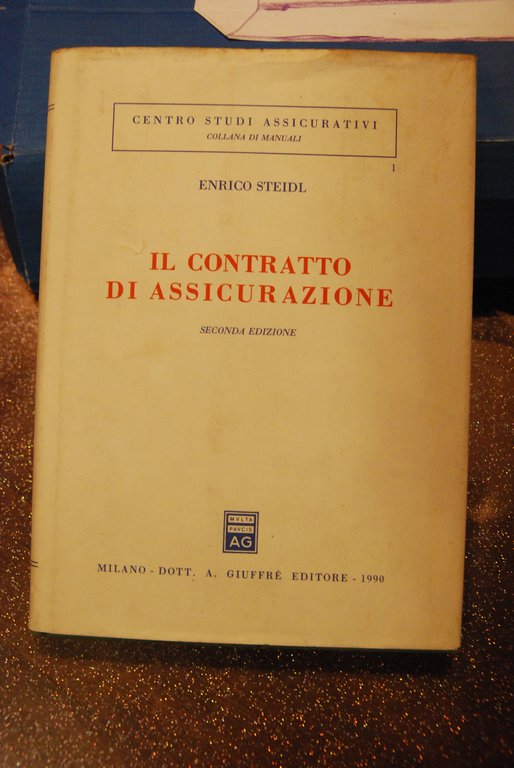 CENTRO STUDI ASSICURATIVI
COLLANA DI MANUALI
1
ENRICO STEIDL
IL CONTRATTO
DI ASSICURAZIONE
SECONDA EDIZIONE
MVLTA
PAVCIS
AG
MILANO - DOTT. A. GIUFFRÈ EDITORE - 1990